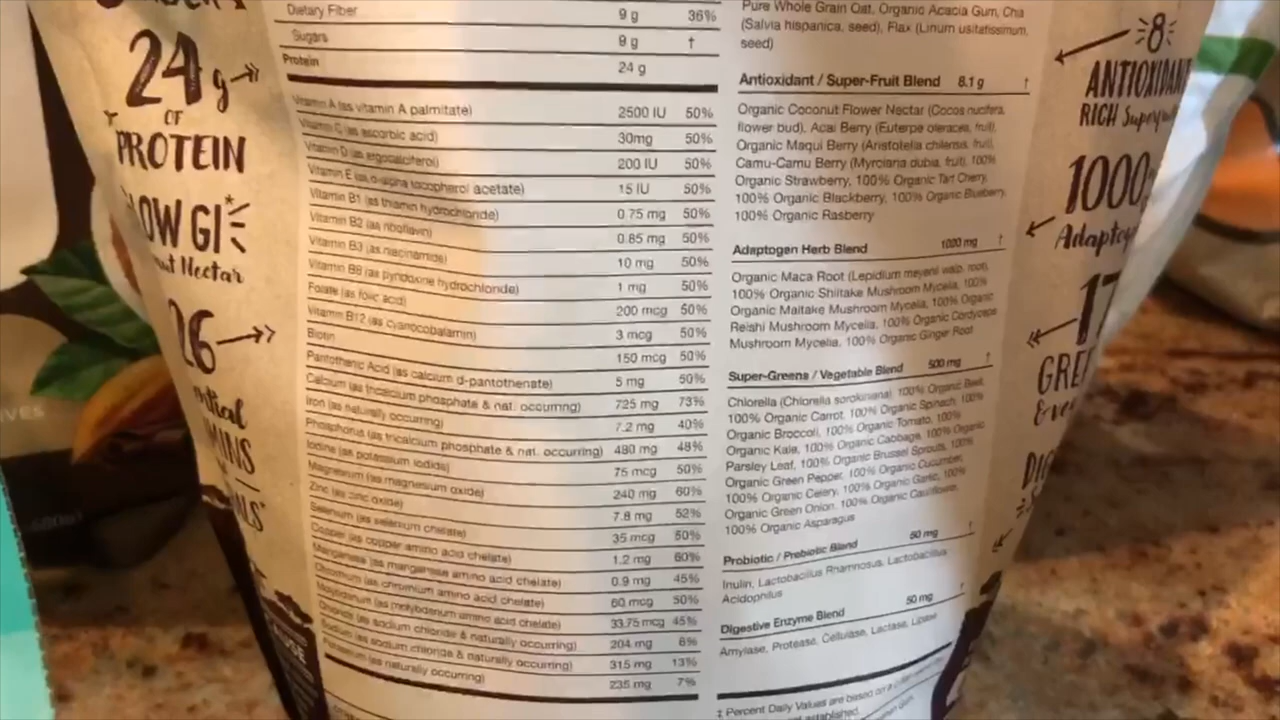 24 g
OF
PROTEIN
LOW GI*
Nectar
26
Dietary Fiber 9 g 36%
Sugars 9 g †
Protein 24 g
Vitamin A (as vitamin A palmitate) 2500 IU 50%
Vitamin C (as ascorbic acid) 30mg 50%
Vitamin D (as ergocalciferol) 200 IU 50%
Vitamin E (as d-alpha tocopherol acetate) 15 IU 50%
Vitamin B1 (as thiamin hydrochloride) 0.75 mg 50%
Vitamin B2 (as riboflavin) 0.85 mg 50%
Vitamin B3 (as niacinamide) 10 mg 50%
Vitamin B6 (as pyridoxine hydrochloride) 1 mg 50%
Folate (as folic acid) 200 mcg 50%
Vitamin B12 (as cyanocobalamin) 3 mcg 50%
Biotin 150 mcg 50%
Pantothenic Acid (as calcium d-pantothenate) 5 mg 50%
Calcium (as tricalcium phosphate & nat. occurring) 725 mg 73%
Iron (as naturally occurring) 7.2 mg 40%
Phosphorus (as tricalcium phosphate & nat. occurring) 480 mg 48%
Iodine (as potassium iodide) 75 mcg 50%
Magnesium (as magnesium oxide) 240 mg 60%
Zinc (as zinc oxide) 7.8 mg 52%
Selenium (as selenium chelate) 35 mcg 50%
Copper (as copper amino acid chelate) 1.2 mg 60%
Manganese (as manganese amino acid chelate) 0.9 mg 45%
Chromium (as chromium amino acid chelate) 60 mcg 50%
Molybdenum (as molybdenum amino acid chelate) 33.75 mcg 45%
Chloride (as sodium chloride & naturally occurring) 204 mg 6%
Sodium (as sodium chloride & naturally occurring) 315 mg 13%
Potassium (as naturally occurring) 235 mg 7%
Pure Whole Grain Oat, Organic Acacia Gum, Chia
(Salvia hispanica, seed), Flax (Linum usitatissimum,
seed)
Antioxidant / Super-Fruit Blend 8.1 g †
Organic Coconut Flower Nectar (Cocos nucifera,
flower bud), Acai Berry (Euterpe oleracea, fruit),
Organic Maqui Berry (Aristotelia chilensis, fruit),
Camu-Camu Berry (Myrciaria dubia, fruit), 100%
Organic Strawberry, 100% Organic Tart Cherry,
100% Organic Blackberry, 100% Organic Blueberry,
100% Organic Rasberry
Adaptogen Herb Blend 1000 mg †
Organic Maca Root (Lepidium meyenii walp, root),
100% Organic Shiitake Mushroom Mycelia, 100%
Organic Maitake Mushroom Mycelia, 100% Organic
Reishi Mushroom Mycelia, 100% Organic Cordyceps
Mushroom Mycelia, 100% Organic Ginger Root
Super-Greens / Vegetable Blend 500 mg †
Chlorella (Chlorella sorokiniana), 100% Organic Beet,
100% Organic Carrot, 100% Organic Spinach, 100%
Organic Broccoli, 100% Organic Tomato, 100%
Organic Kale, 100% Organic Cabbage, 100% Organic
Parsley Leaf, 100% Organic Brussel Sprouts, 100%
Organic Green Pepper, 100% Organic Cucumber,
100% Organic Celery, 100% Organic Garlic, 100%
Organic Green Onion, 100% Organic Cauliflower,
100% Organic Asparagus
Probiotic / Prebiotic Blend 50 mg †
Inulin, Lactobacillus Rhamnosus, Lactobacillus
Acidophilus
Digestive Enzyme Blend 50 mg †
Amylase, Protease, Cellulase, Lactase, Lipase
‡ Percent Daily Values are based on a
established.
8
ANTIOXIDANT
RICH
1000
17